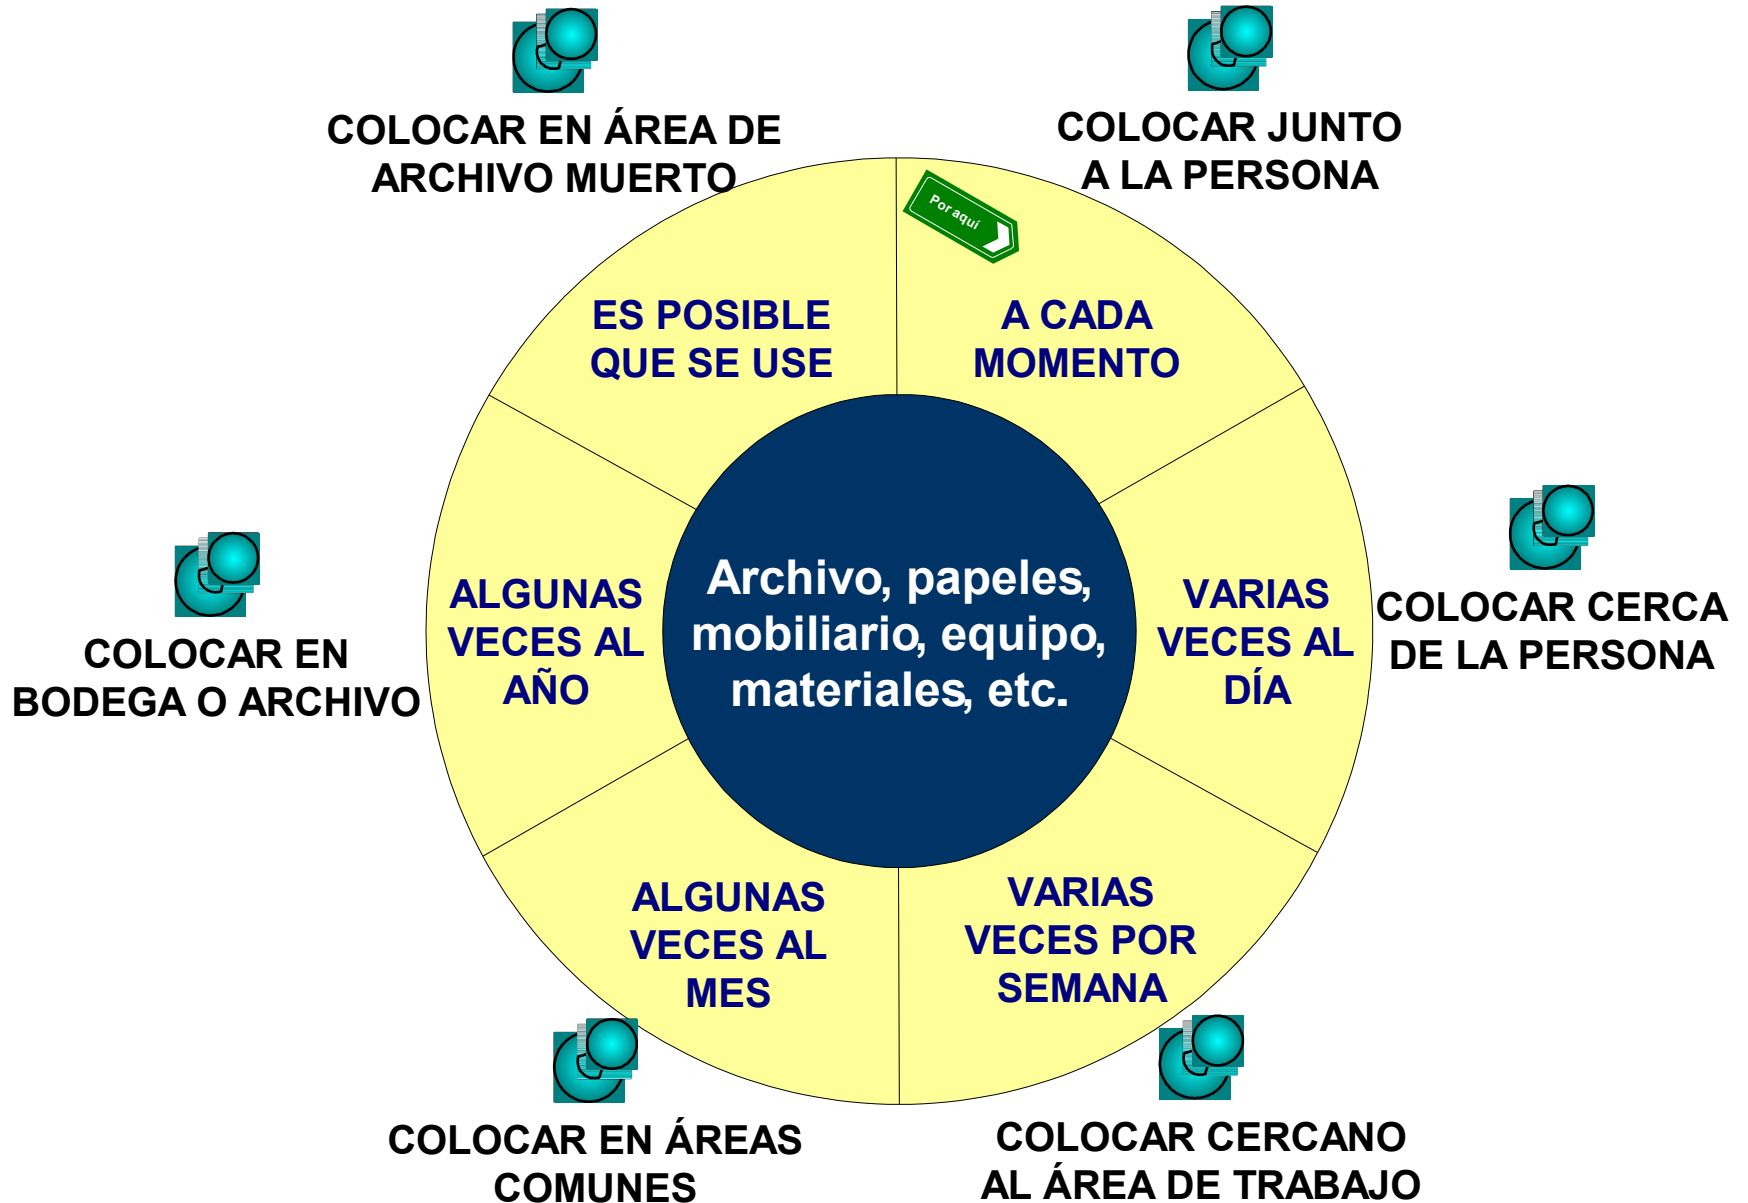 COLOCAR EN ÁREA DE
ARCHIVO MUERTO
COLOCAR JUNTO
A LA PERSONA
Por aquí
ES POSIBLE
QUE SE USE
A CADA
MOMENTO
COLOCAR EN
BODEGA O ARCHIVO
ALGUNAS
VECES AL
AÑO
Archivo, papeles,
mobiliario, equipo,
materiales, etc.
VARIAS
VECES AL
DÍA
COLOCAR CERCA
DE LA PERSONA
ALGUNAS
VECES AL
MES
VARIAS
VECES POR
SEMANA
COLOCAR EN ÁREAS
COMUNES
COLOCAR CERCANO
AL ÁREA DE TRABAJO